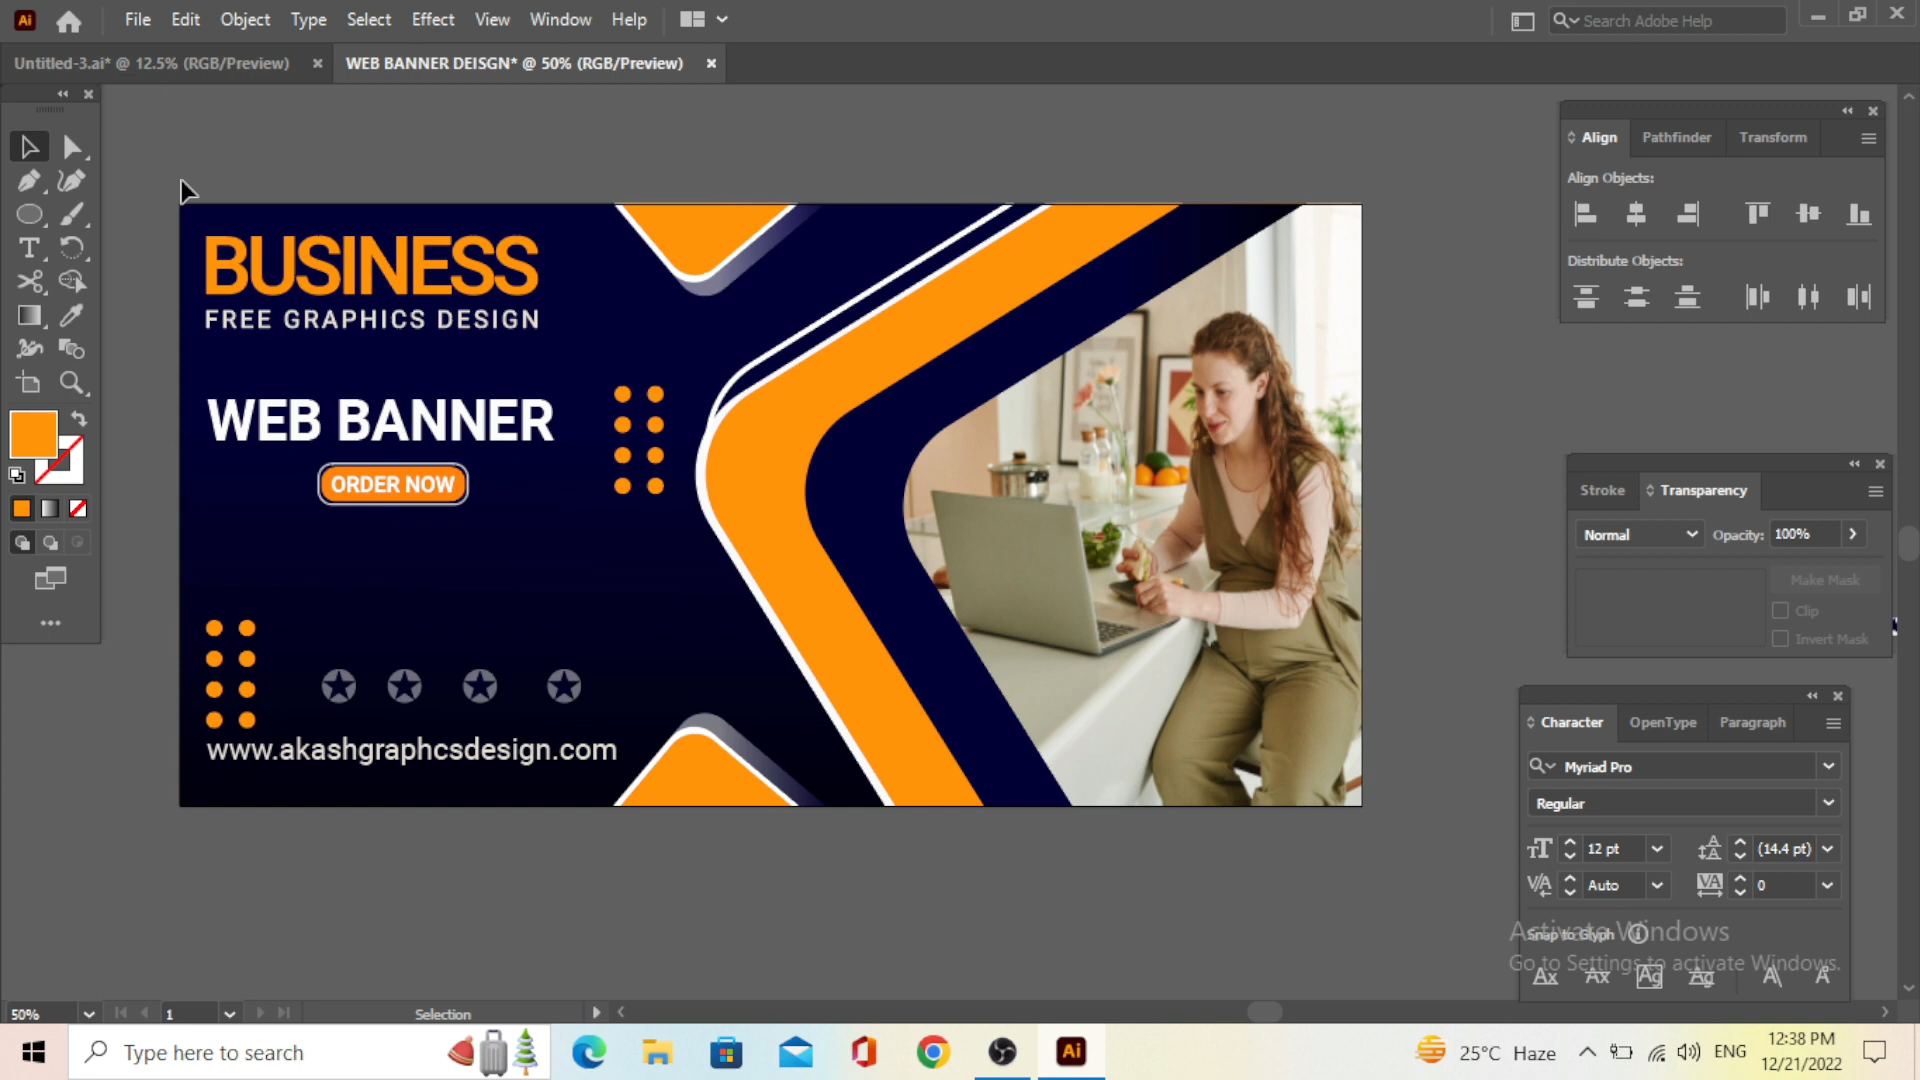 Ai File Edit Object Type Select Effect View Window Help Search Adobe Help
Untitled-3.ai* @ 12.5% (RGB/Preview) WEB BANNER DEISGN* @ 50% (RGB/Preview)
BUSINESS
FREE GRAPHICS DESIGN
WEB BANNER
ORDER NOW
www.akashgraphcsdesign.com
Align Pathfinder Transform
Align Objects:
Distribute Objects:
Stroke Transparency
Normal Opacity: 100%
Make Mask
Clip
Invert Mask
Character OpenType Paragraph
Myriad Pro
Regular
12 pt (14.4 pt)
Auto 0
Snap to Glyph
Activate Windows
Go to Settings to activate Windows.
50% 1 Selection
Type here to search
Ai
25°C Haze ENG 12:38 PM
12/21/2022